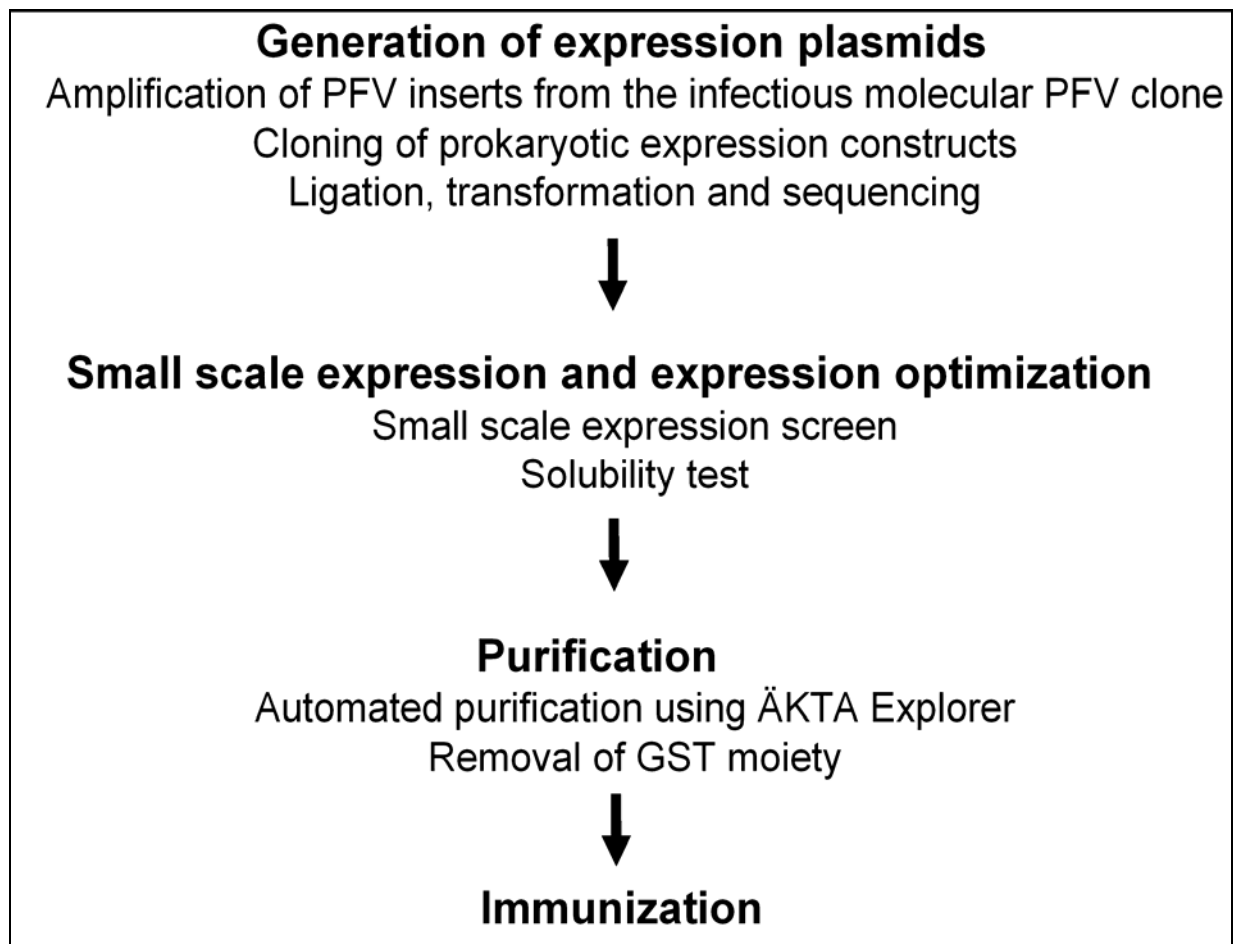 Generation of expression plasmids
Amplification of PFV inserts from the infectious molecular PFV clone
Cloning of prokaryotic expression constructs
Ligation, transformation and sequencing
Small scale expression and expression optimization
Small scale expression screen
Solubility test
Purification
Automated purification using ÄKTA Explorer
Removal of GST moiety
Immunization